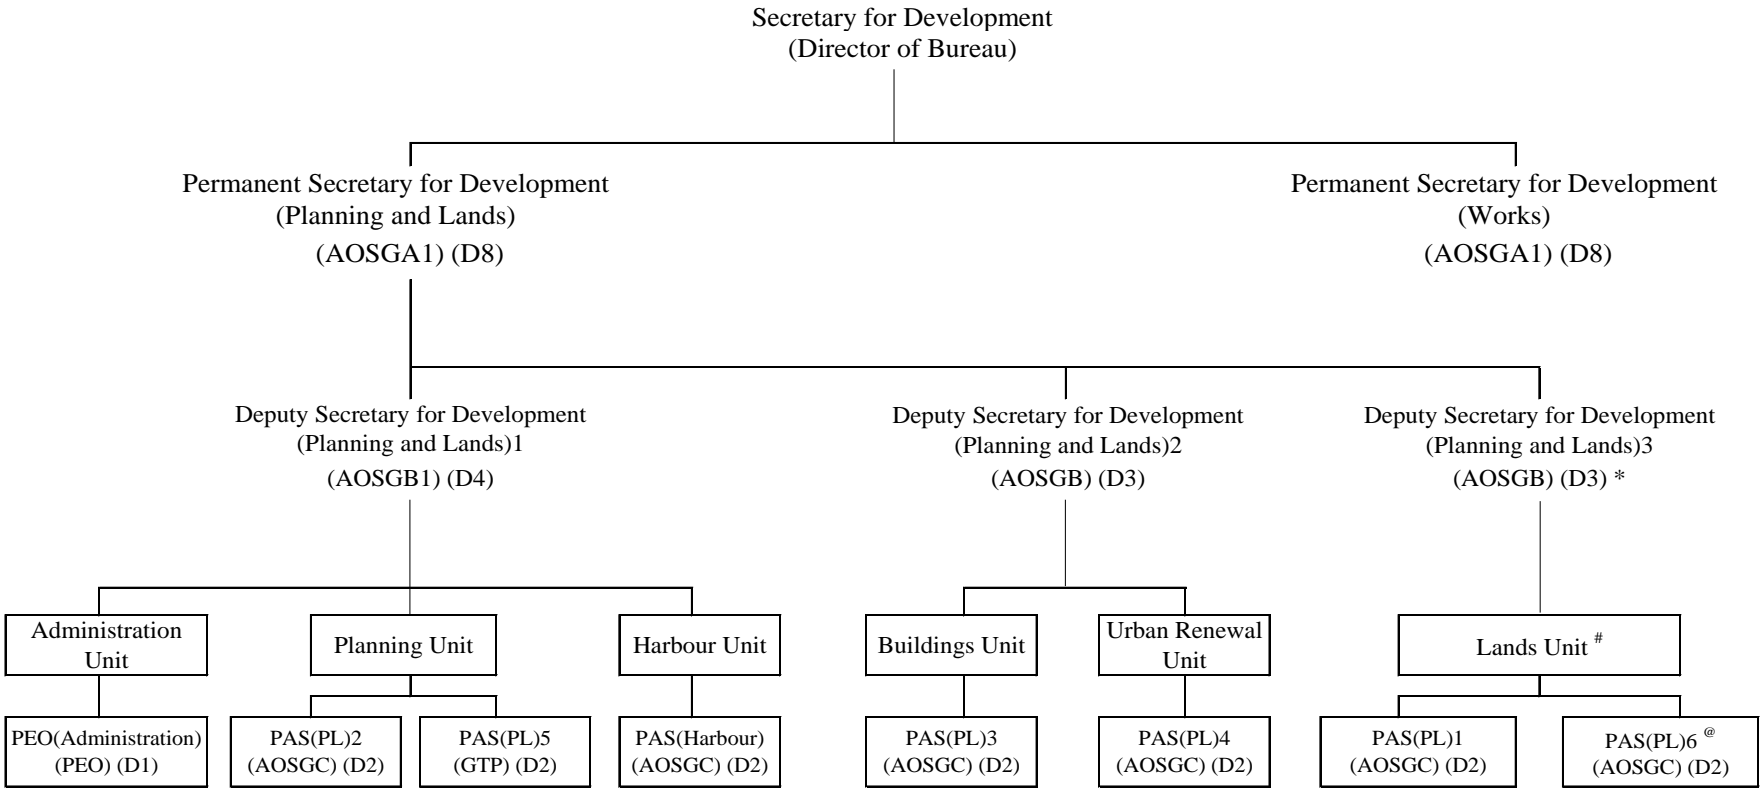 Secretary for Development
(Director of Bureau)
Permanent Secretary for Development
(Planning and Lands)
(AOSGA1) (D8)
Permanent Secretary for Development
(Works)
(AOSGA1) (D8)
Deputy Secretary for Development
(Planning and Lands)1
(AOSGB1) (D4)
Deputy Secretary for Development
(Planning and Lands)2
(AOSGB) (D3)
Deputy Secretary for Development
(Planning and Lands)3
(AOSGB) (D3) *
Administration
Unit
Planning Unit
Harbour Unit
Buildings Unit
Urban Renewal
Unit
Lands Unit #
PEO(Administration)
(PEO) (D1)
PAS(PL)2
(AOSGC) (D2)
PAS(PL)5
(GTP) (D2)
PAS(Harbour)
(AOSGC) (D2)
PAS(PL)3
(AOSGC) (D2)
PAS(PL)4
(AOSGC) (D2)
PAS(PL)1
(AOSGC) (D2)
PAS(PL)6 @
(AOSGC) (D2)